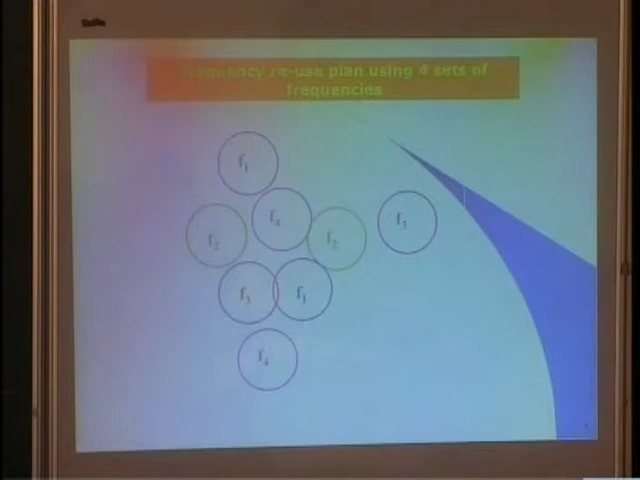 Frequency re-use plan using 4 sets of
frequencies
f1
f4
f3
f2
f2
f3
f1
f4